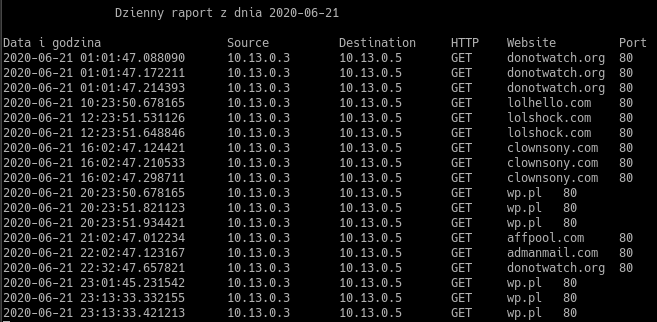 Dzienny raport z dnia 2020-06-21
Data i godzina Source Destination HTTP Website Port
2020-06-21 01:01:47.088090 10.13.0.3 10.13.0.5 GET donotwatch.org 80
2020-06-21 01:01:47.172211 10.13.0.3 10.13.0.5 GET donotwatch.org 80
2020-06-21 01:01:47.214393 10.13.0.3 10.13.0.5 GET donotwatch.org 80
2020-06-21 10:23:50.678165 10.13.0.3 10.13.0.5 GET lolhello.com 80
2020-06-21 12:23:51.531126 10.13.0.3 10.13.0.5 GET lolshock.com 80
2020-06-21 12:23:51.648846 10.13.0.3 10.13.0.5 GET lolshock.com 80
2020-06-21 16:02:47.124421 10.13.0.3 10.13.0.5 GET clownsony.com 80
2020-06-21 16:02:47.210533 10.13.0.3 10.13.0.5 GET clownsony.com 80
2020-06-21 16:02:47.298711 10.13.0.3 10.13.0.5 GET clownsony.com 80
2020-06-21 20:23:50.678165 10.13.0.3 10.13.0.5 GET wp.pl 80
2020-06-21 20:23:51.821123 10.13.0.3 10.13.0.5 GET wp.pl 80
2020-06-21 20:23:51.934421 10.13.0.3 10.13.0.5 GET wp.pl 80
2020-06-21 21:02:47.012234 10.13.0.3 10.13.0.5 GET affpool.com 80
2020-06-21 22:02:47.123167 10.13.0.3 10.13.0.5 GET admanmail.com 80
2020-06-21 22:32:47.657821 10.13.0.3 10.13.0.5 GET donotwatch.org 80
2020-06-21 23:01:45.231542 10.13.0.3 10.13.0.5 GET wp.pl 80
2020-06-21 23:13:33.332155 10.13.0.3 10.13.0.5 GET wp.pl 80
2020-06-21 23:13:33.421213 10.13.0.3 10.13.0.5 GET wp.pl 80